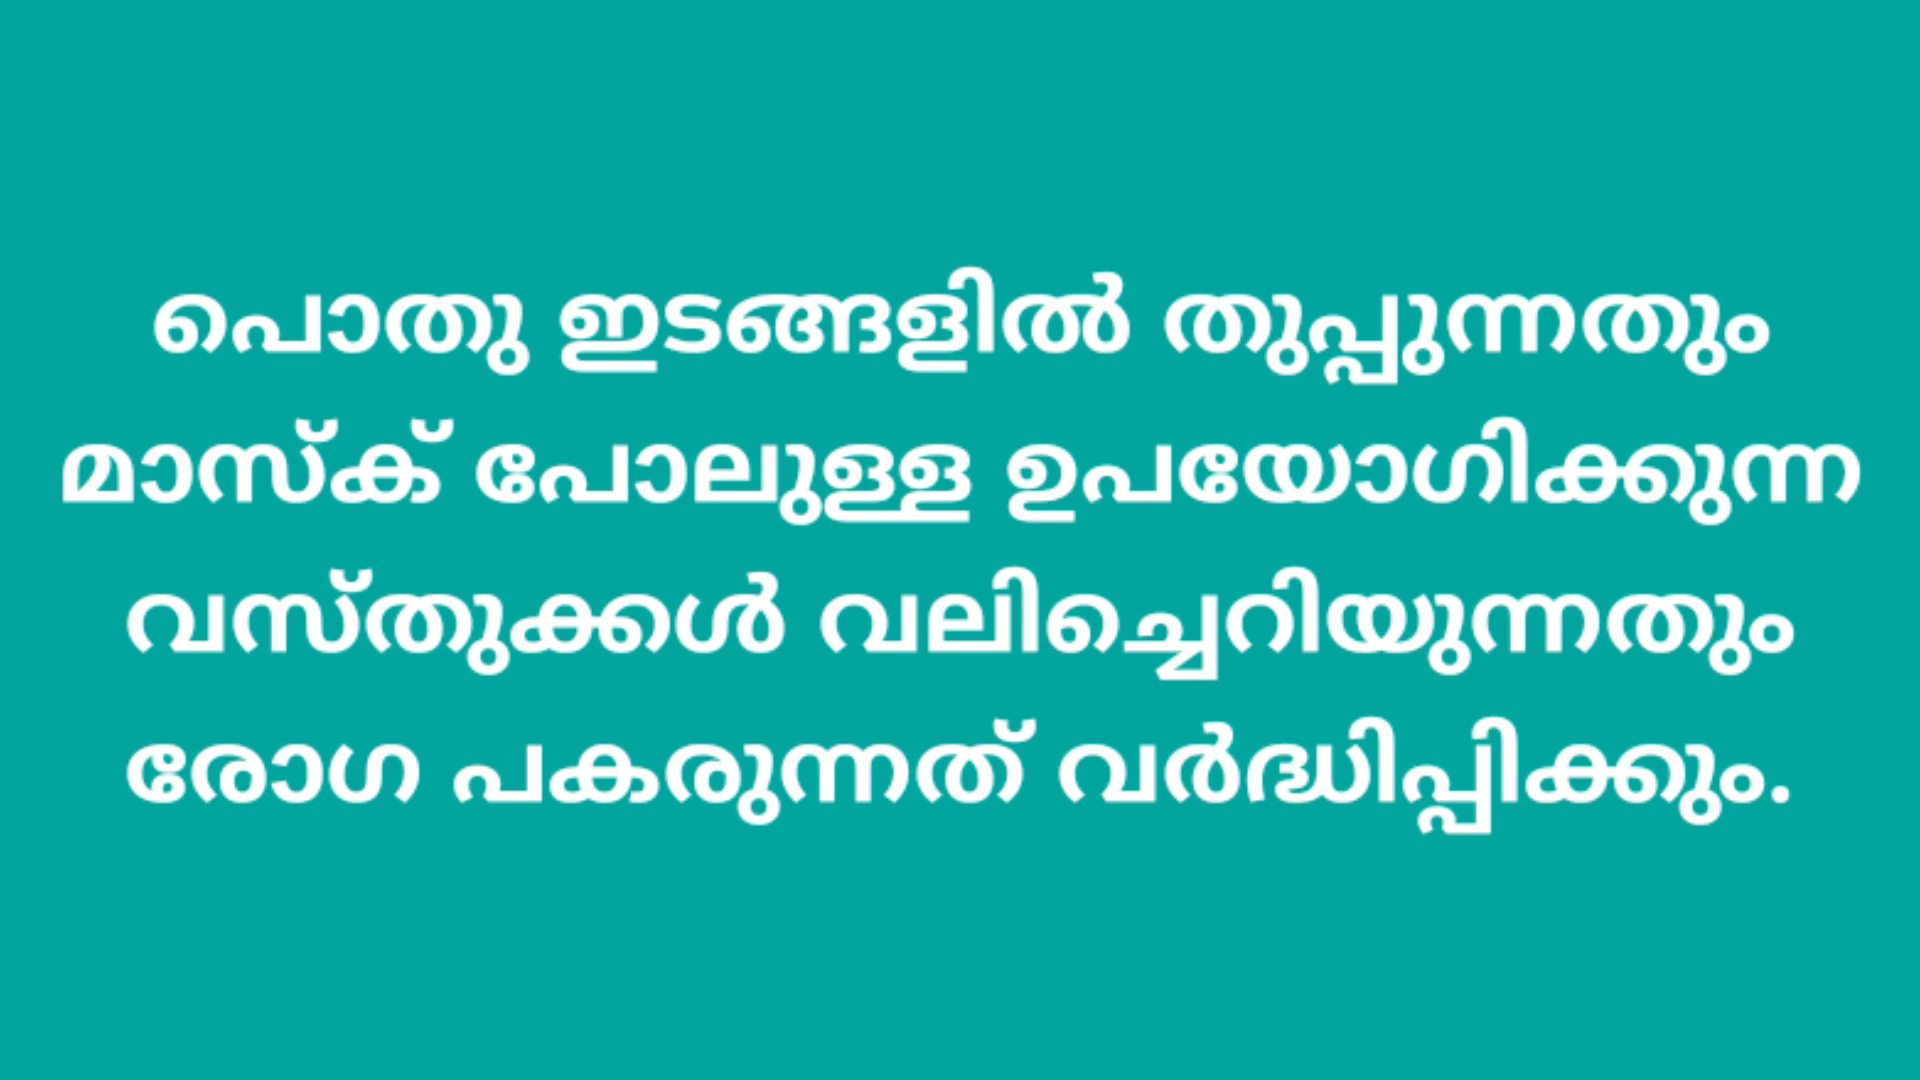 പൊതു ഇടങ്ങളിൽ തുപ്പുന്നതും
മാസ്ക് പോലുള്ള ഉപയോഗിക്കുന്ന
വസ്തുക്കൾ വലിച്ചെറിയുന്നതും
രോഗ പകരുന്നത് വർദ്ധിപ്പിക്കും.